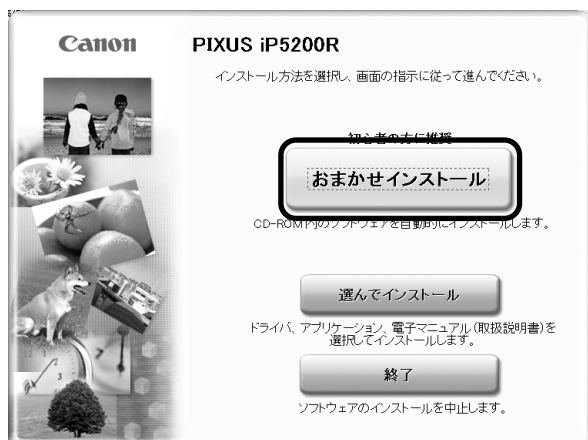 Canon
PIXUS iP5200R
インストール方法を選択し、画面の指示に従って進んでください。
初心者の方に推奨
おまかせインストール
CD-ROM内のソフトウェアを自動的にインストールします。
選んでインストール
ドライバ、アプリケーション、電子マニュアル(取扱説明書)を
選択してインストールします。
終了
ソフトウェアのインストールを中止します。